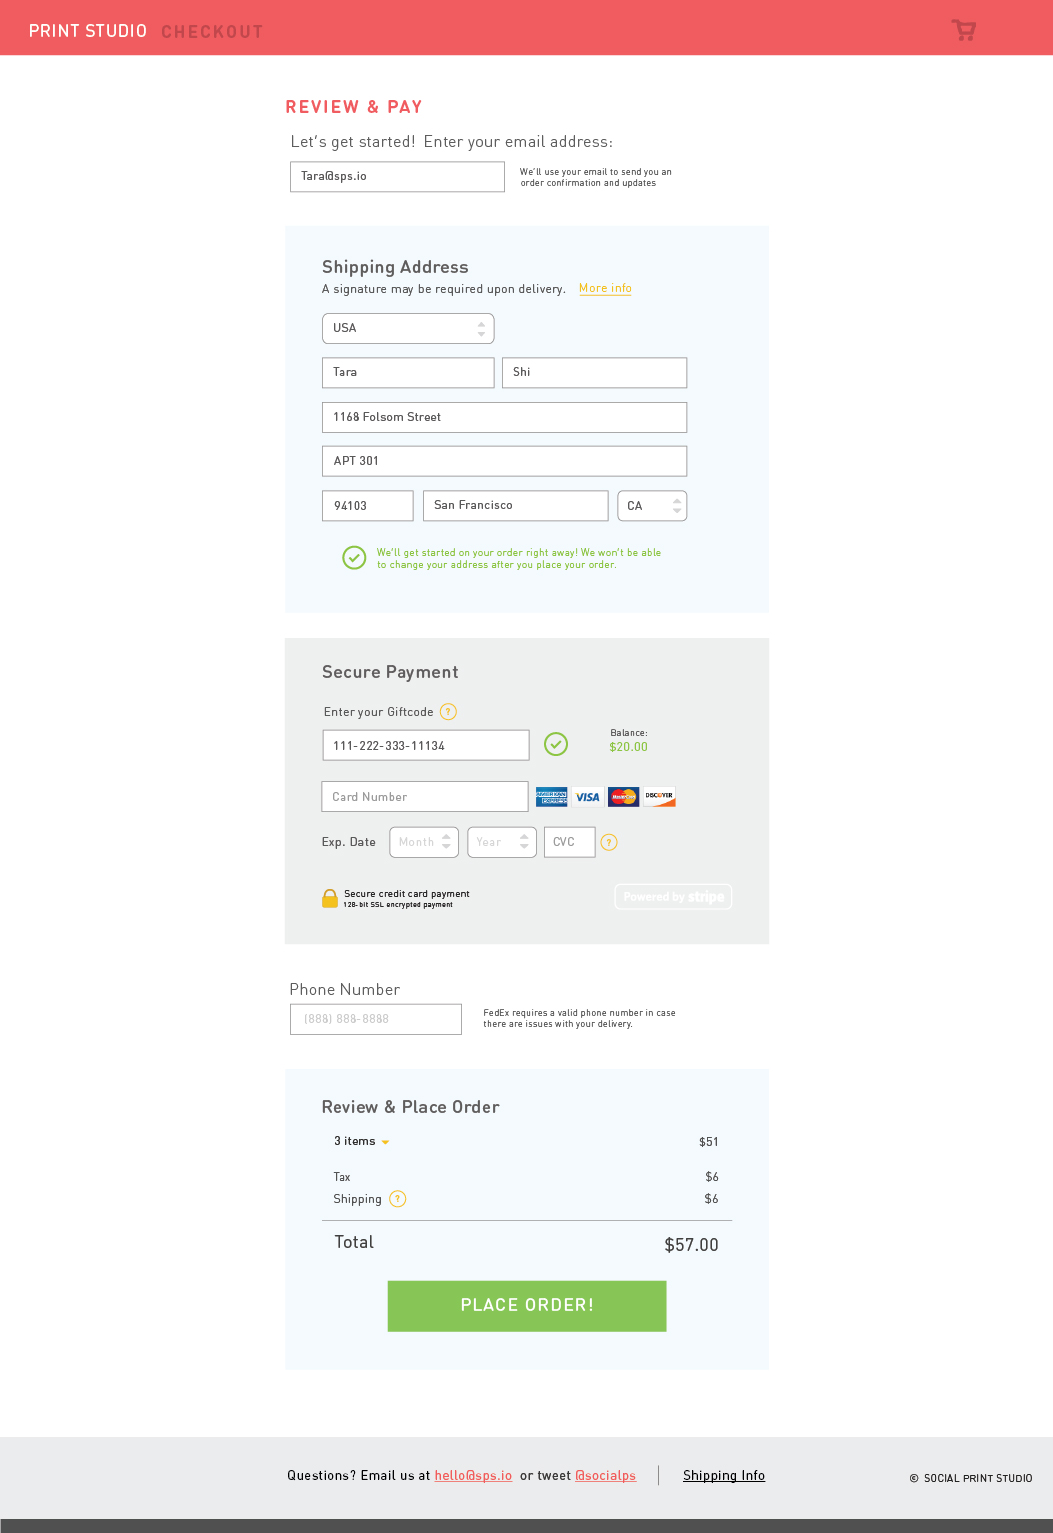 PRINT STUDIO CHECKOUT
REVIEW & PAY
Let's get started! Enter your email address:
Tara@sps.io
We'll use your email to send you an
order confirmation and updates
Shipping Address
A signature may be required upon delivery. More info
USA
Tara Shi
1168 Folsom Street
APT 301
94103 San Francisco CA
We'll get started on your order right away! We won't be able
to change your address after you place your order.
Secure Payment
Enter your Giftcode ?
111-222-333-11134
Balance:
$20.00
Card Number AMERICAN EXPRESS VISA MasterCard DISCOVER
Exp. Date Month Year CVC ?
Secure credit card payment
128-bit SSL encrypted payment
Powered by stripe
Phone Number
(888) 888-8888
FedEx requires a valid phone number in case
there are issues with your delivery.
Review & Place Order
3 items $51
Tax $6
Shipping ? $6
Total $57.00
PLACE ORDER!
Questions? Email us at hello@sps.io or tweet @socialps Shipping Info © SOCIAL PRINT STUDIO